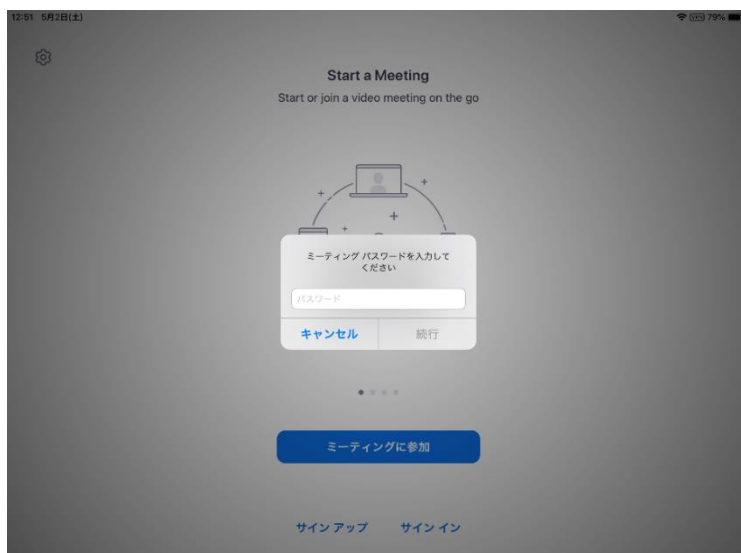 12:51 5月2日(土)
79%
Start a Meeting
Start or join a video meeting on the go
ミーティング パスワードを入力して
ください
パスワード
キャンセル 続行
ミーティングに参加
サイン アップ サイン イン